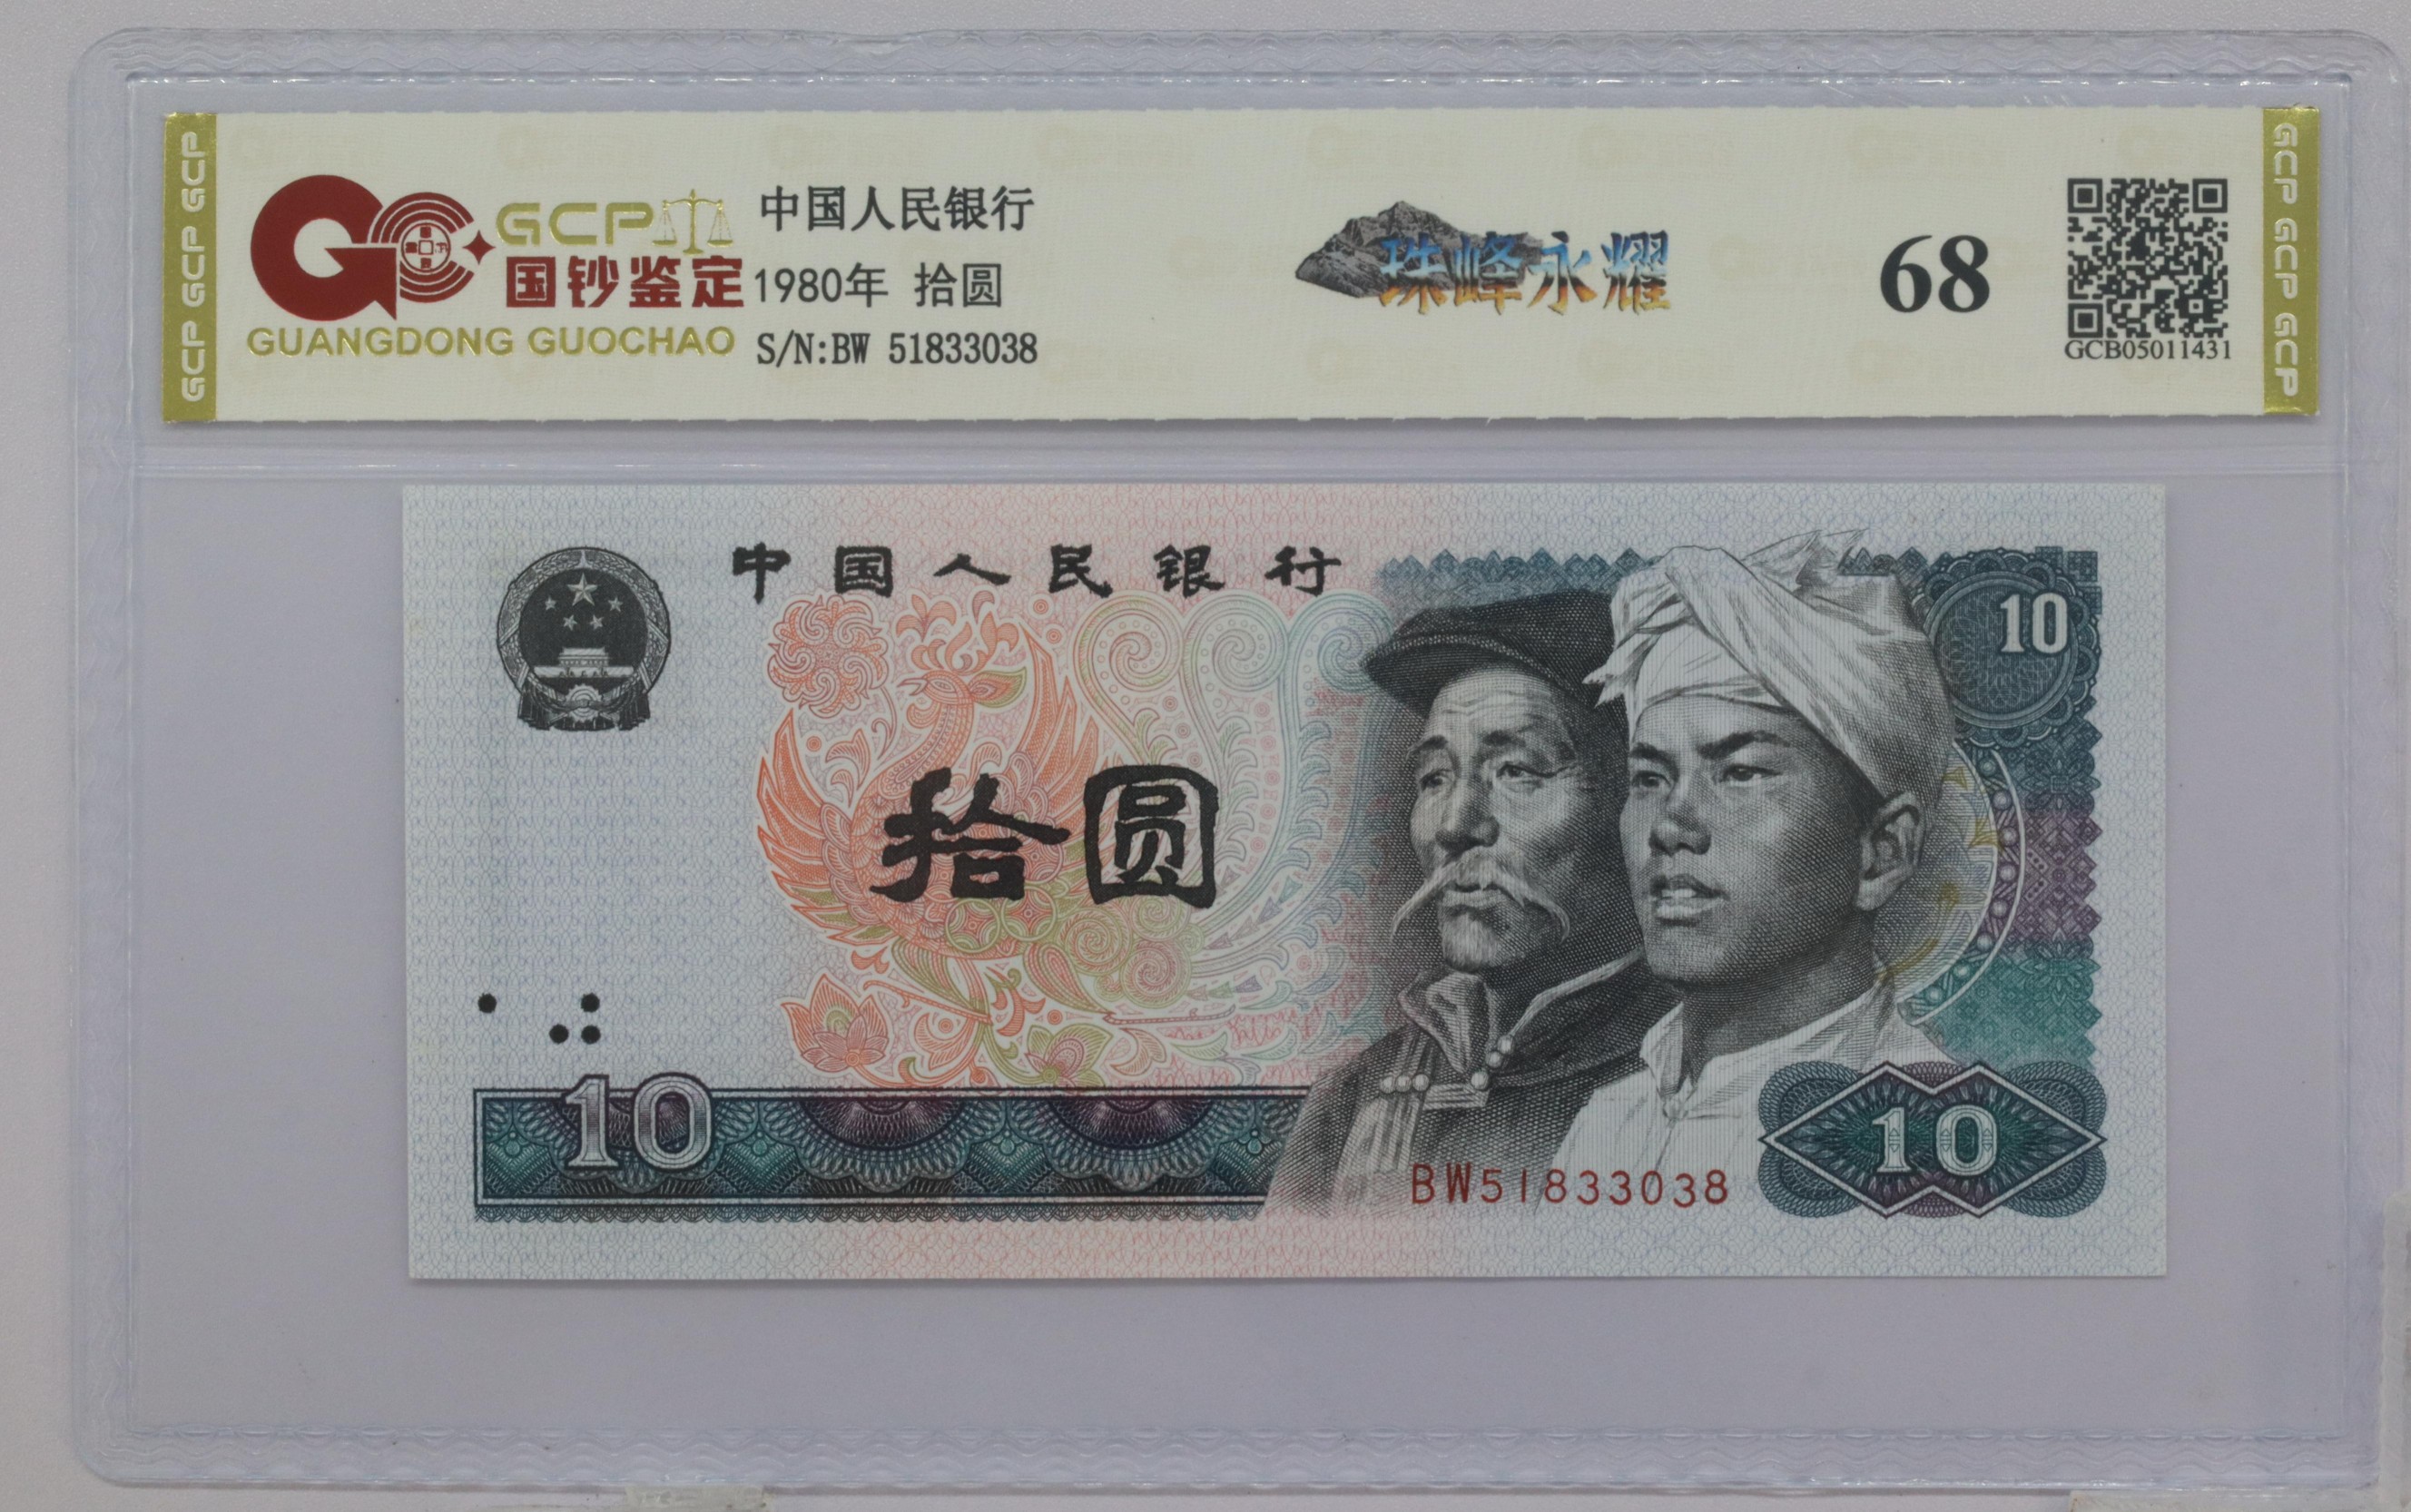 GCP GCP GCP
GCP
国钞鉴定
GUANGDONG GUOCHAO
中国人民银行
1980年 拾圆
S/N:BW 51833038
珠峰永耀
68
GCB05011431
GCP GCP GCP
中国人民银行
10
拾圆
10
BW51833038
10